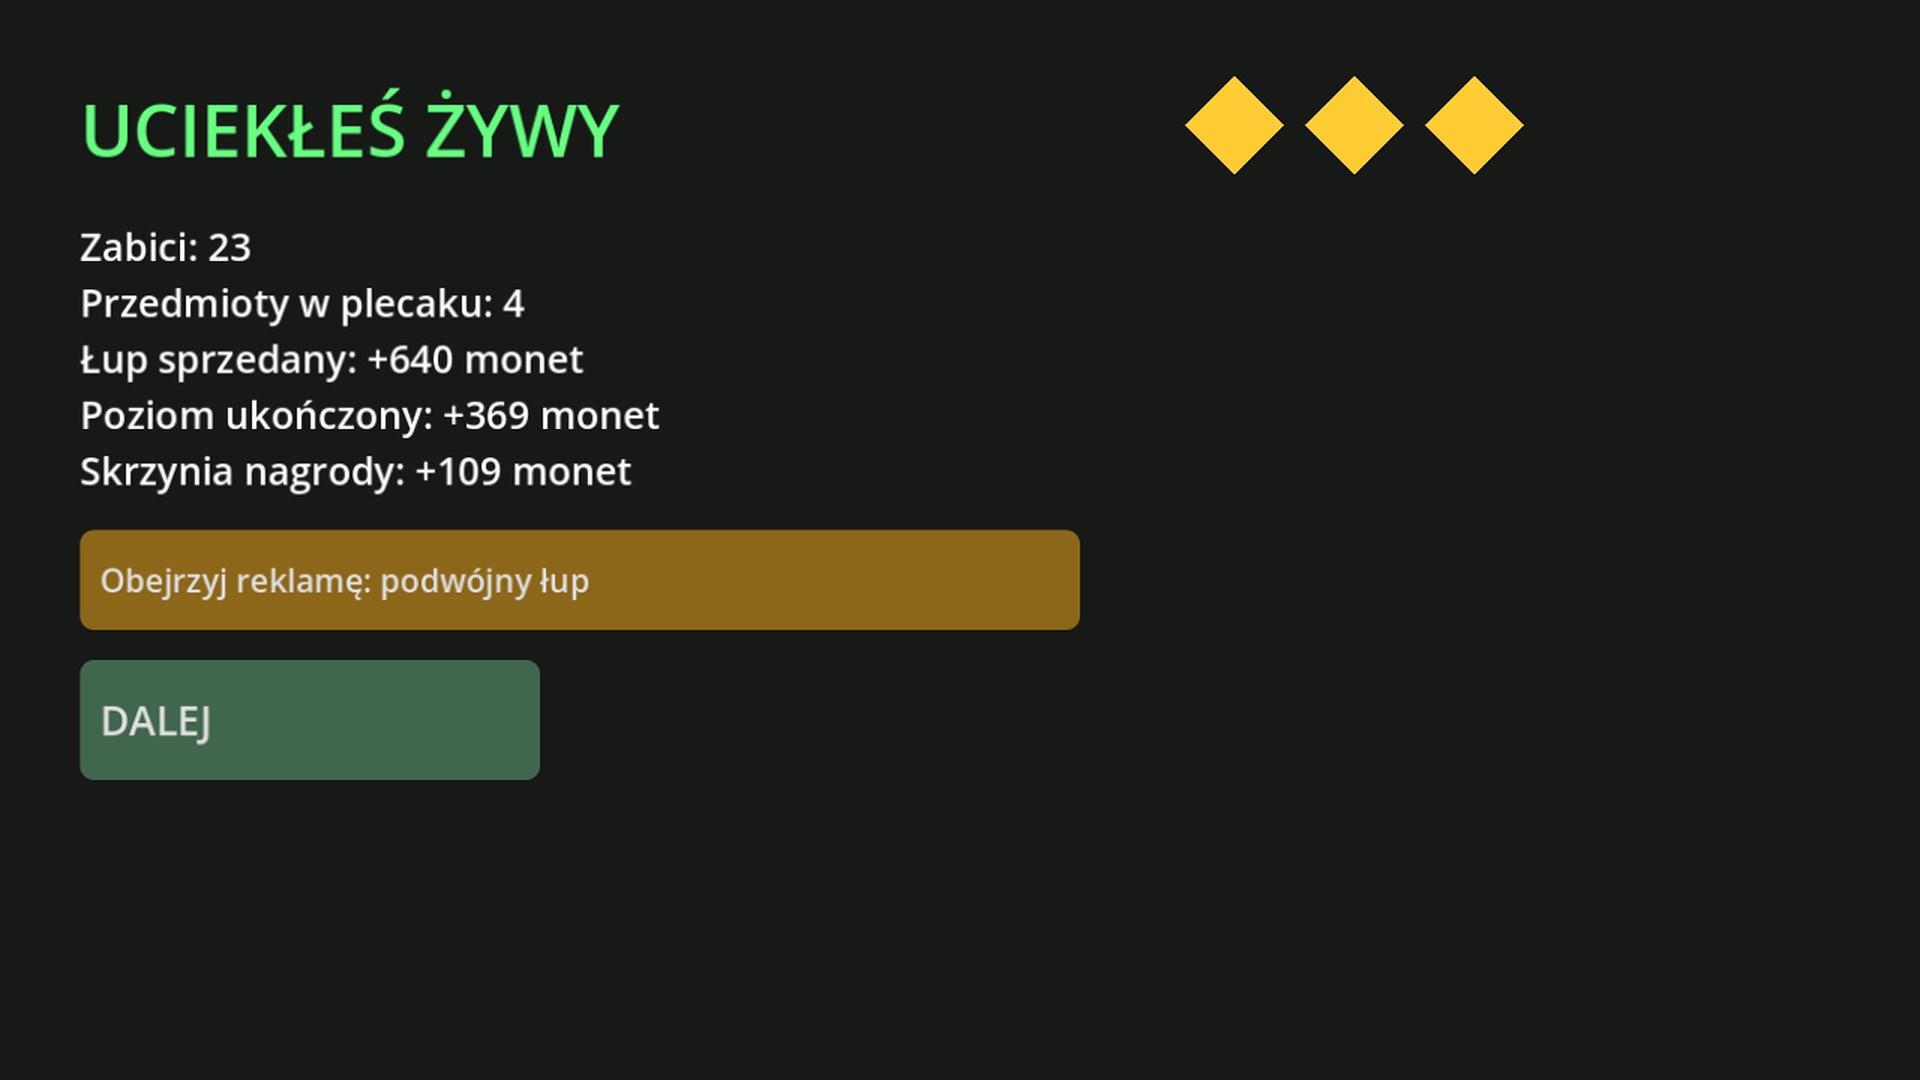 UCIEKŁEŚ ŻYWY
Zabici: 23
Przedmioty w plecaku: 4
Łup sprzedany: +640 monet
Poziom ukończony: +369 monet
Skrzynia nagrody: +109 monet
Obejrzyj reklamę: podwójny łup
DALEJ